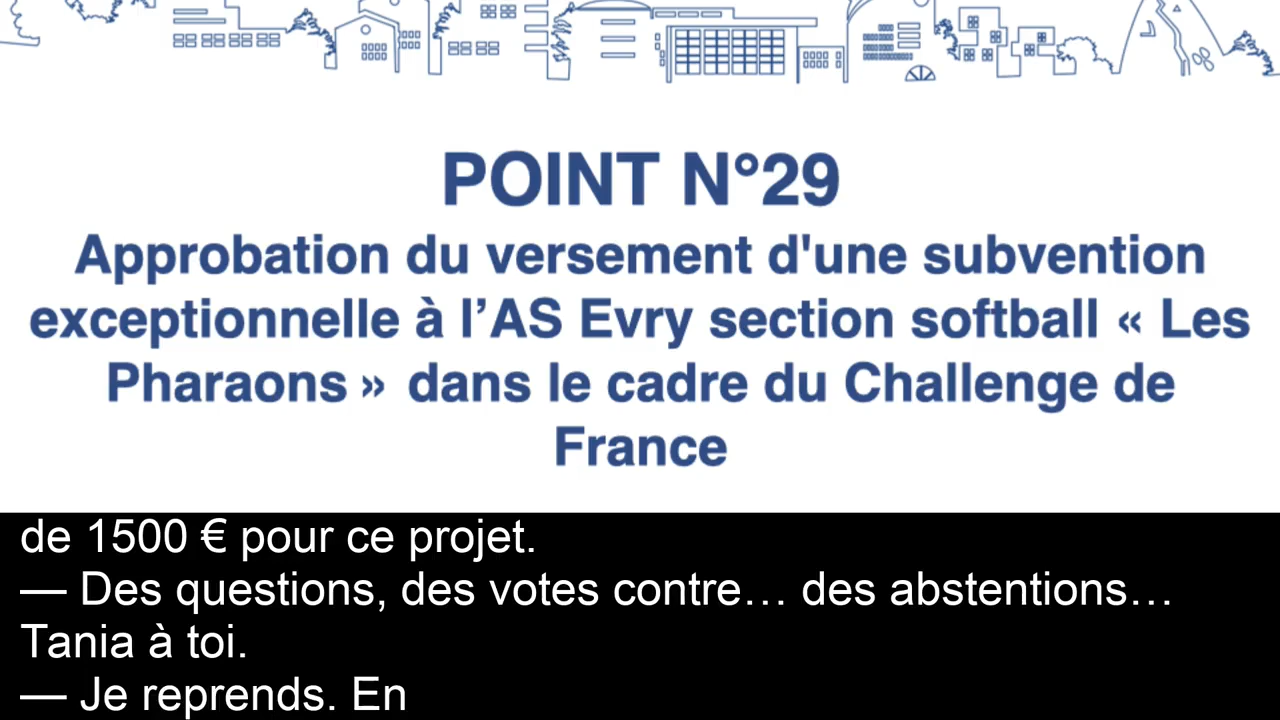 POINT N°29
Approbation du versement d'une subvention
exceptionnelle à l’AS Evry section softball « Les
Pharaons » dans le cadre du Challenge de
France
de 1500 € pour ce projet.
— Des questions, des votes contre… des abstentions…
Tania à toi.
— Je reprends. En